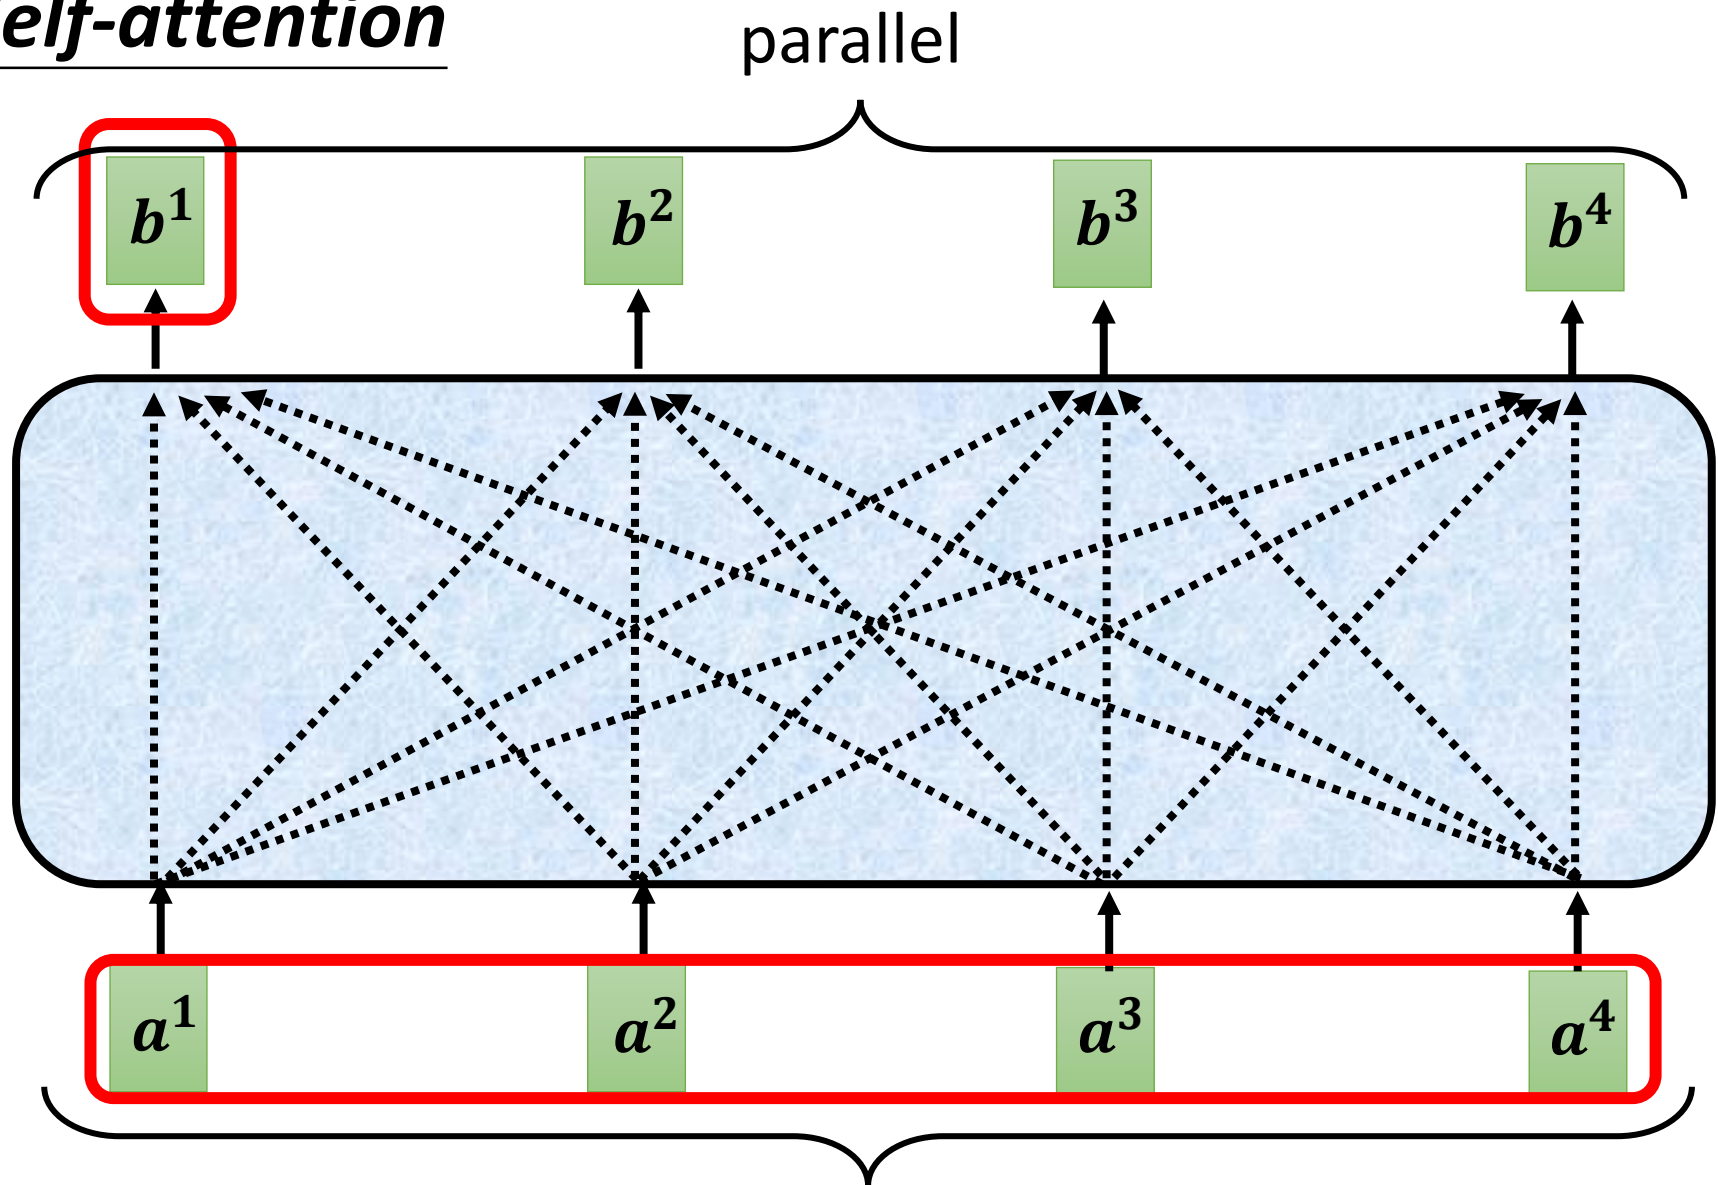 elf-attention
parallel
b¹ b² b³ b⁴
a¹ a² a³ a⁴